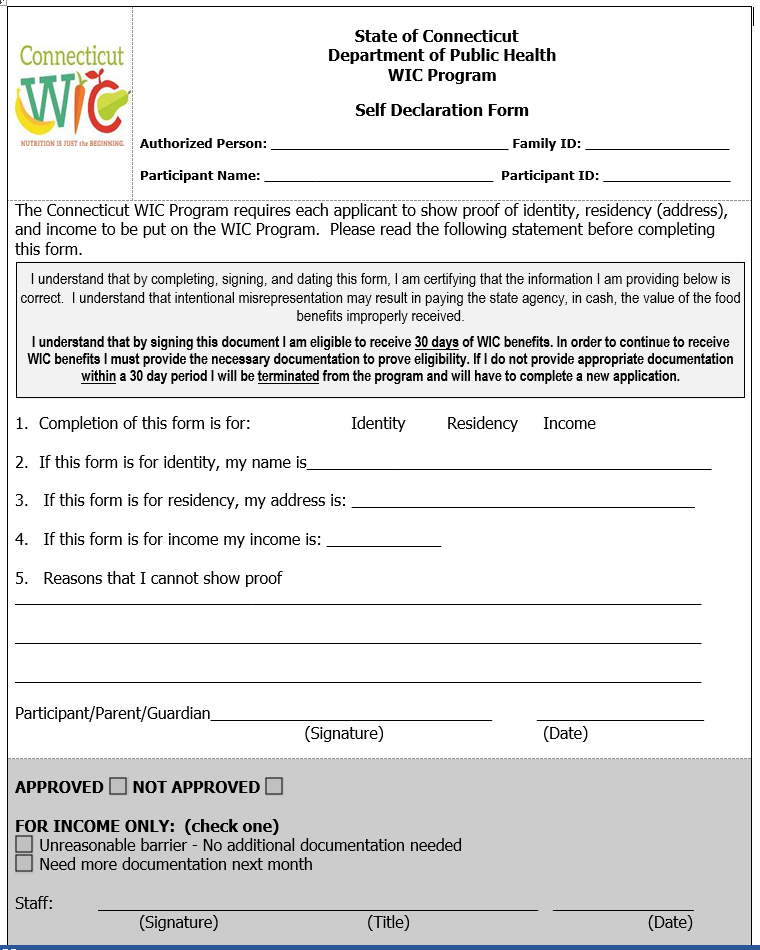 Connecticut
WIC
NUTRITION IS JUST the BEGINNING.
State of Connecticut
Department of Public Health
WIC Program
Self Declaration Form
Authorized Person: __________________________ Family ID: ________________
Participant Name: _________________________ Participant ID: ______________
The Connecticut WIC Program requires each applicant to show proof of identity, residency (address),
and income to be put on the WIC Program. Please read the following statement before completing
this form.
I understand that by completing, signing, and dating this form, I am certifying that the information I am providing below is
correct. I understand that intentional misrepresentation may result in paying the state agency, in cash, the value of the food
benefits improperly received.
I understand that by signing this document I am eligible to receive 30 days of WIC benefits. In order to continue to receive
WIC benefits I must provide the necessary documentation to prove eligibility. If I do not provide appropriate documentation
within a 30 day period I will be terminated from the program and will have to complete a new application.
1. Completion of this form is for: Identity Residency Income
2. If this form is for identity, my name is_____________________________________________
3. If this form is for residency, my address is: ______________________________________
4. If this form is for income my income is: ____________
5. Reasons that I cannot show proof
Participant/Parent/Guardian______________________________ __________________
(Signature) (Date)
APPROVED ☐ NOT APPROVED ☐
FOR INCOME ONLY: (check one)
☐ Unreasonable barrier - No additional documentation needed
☐ Need more documentation next month
Staff: ________________________________________________ _______________
(Signature) (Title) (Date)